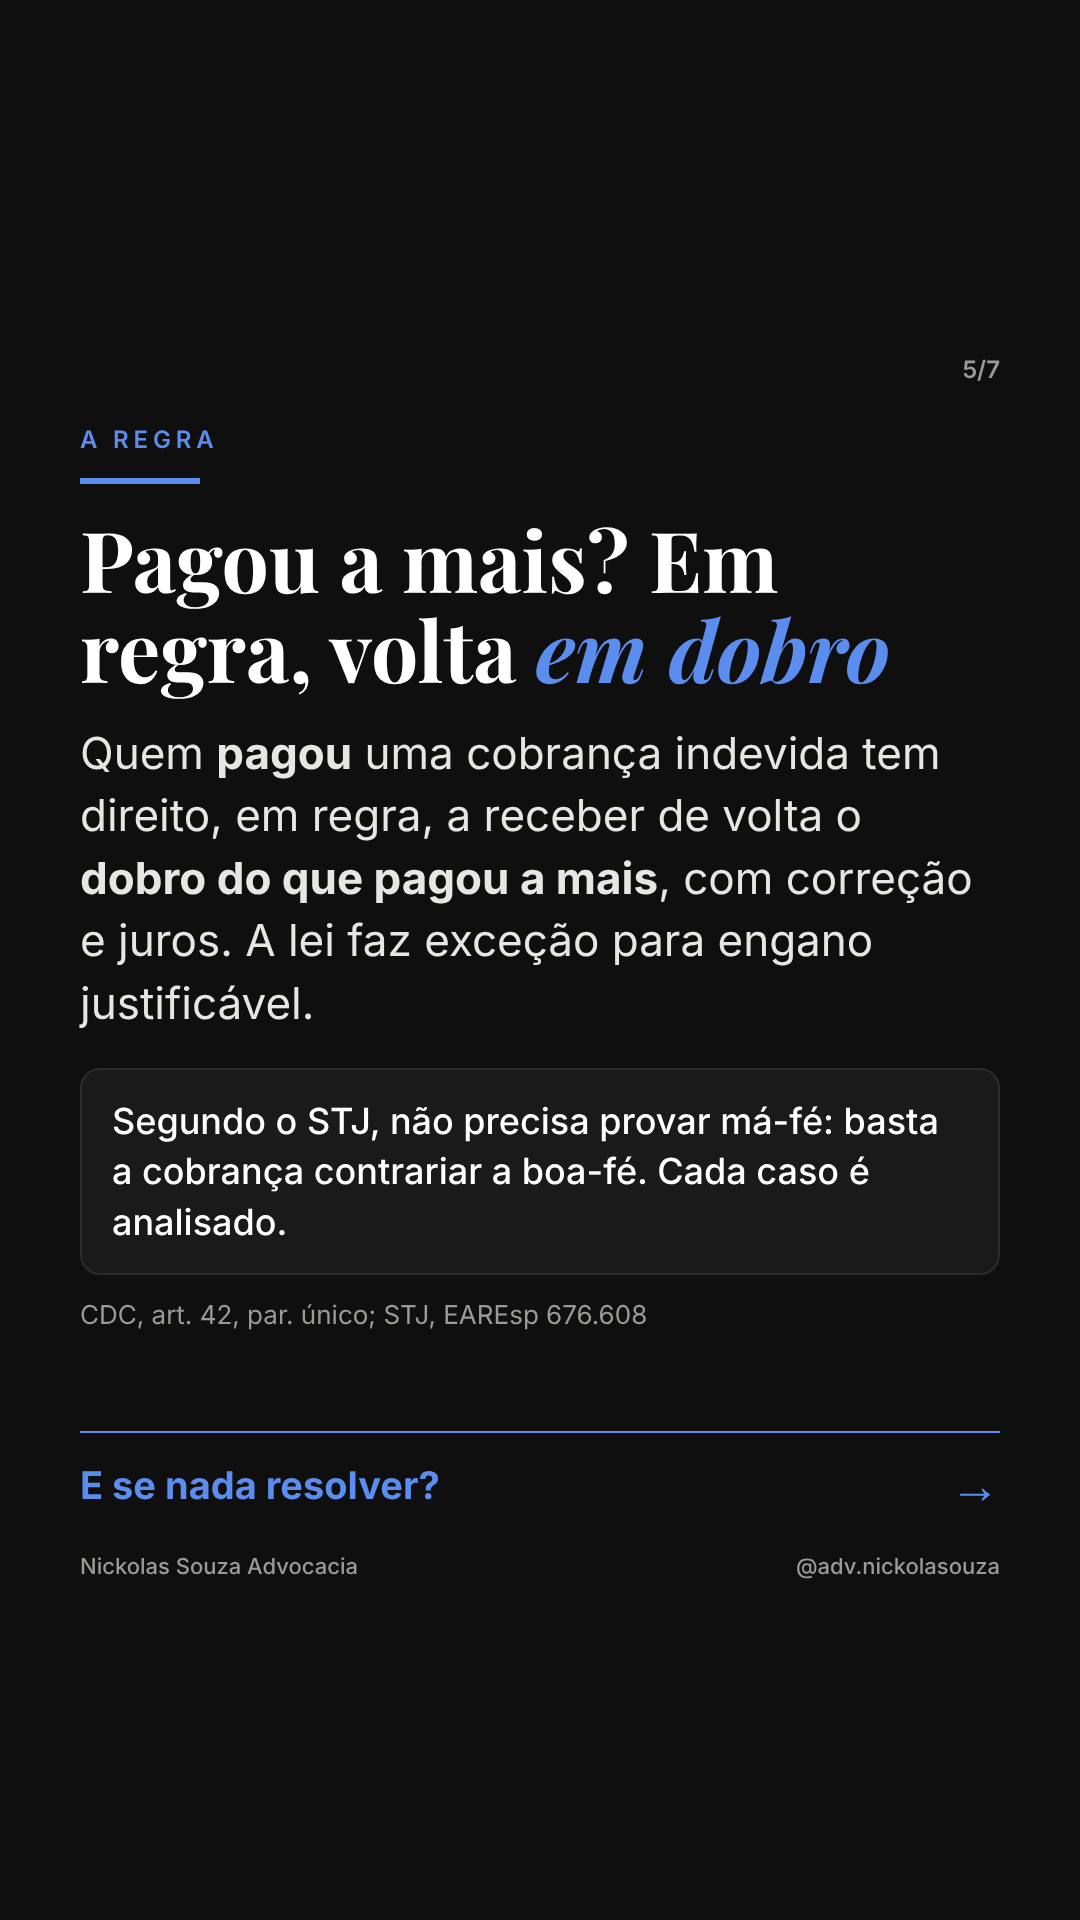 5/7
A REGRA
Pagou a mais? Em
regra, volta em dobro
Quem pagou uma cobrança indevida tem
direito, em regra, a receber de volta o
dobro do que pagou a mais, com correção
e juros. A lei faz exceção para engano
justificável.
Segundo o STJ, não precisa provar má-fé: basta
a cobrança contrariar a boa-fé. Cada caso é
analisado.
CDC, art. 42, par. único; STJ, EAREsp 676.608
E se nada resolver? →
Nickolas Souza Advocacia @adv.nickolasouza